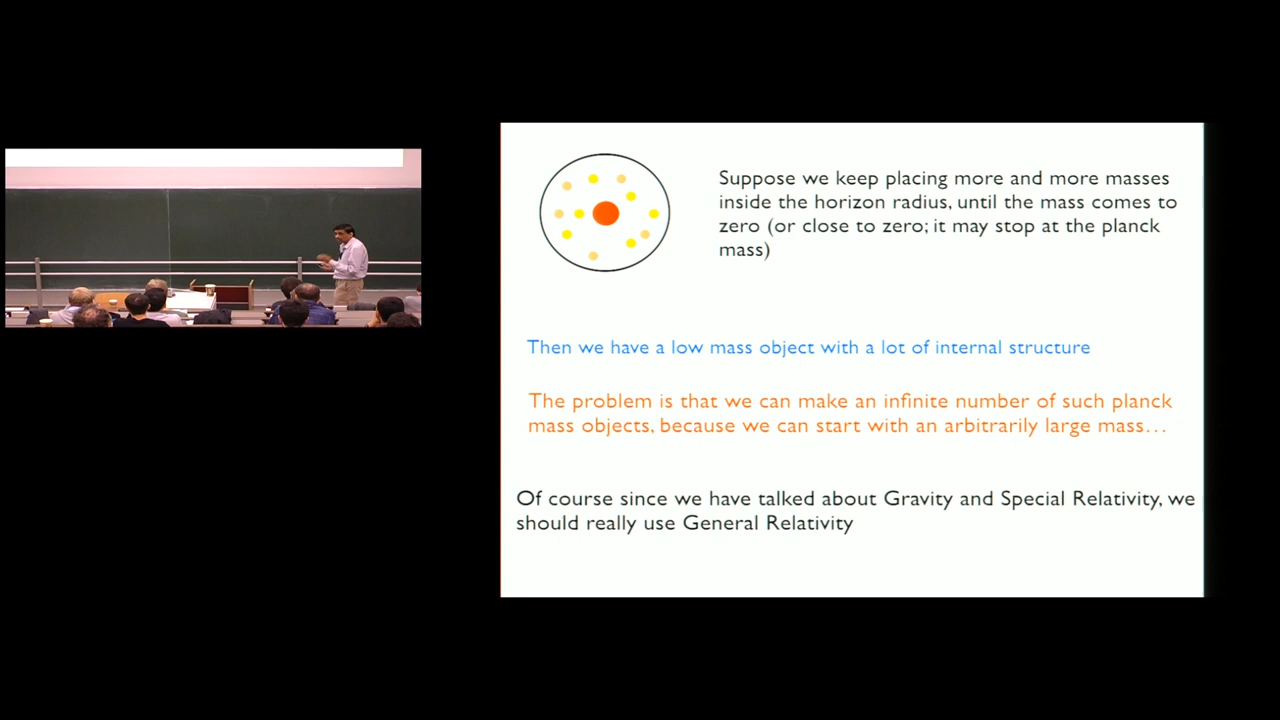 Suppose we keep placing more and more masses
inside the horizon radius, until the mass comes to
zero (or close to zero; it may stop at the planck
mass)
Then we have a low mass object with a lot of internal structure
The problem is that we can make an infinite number of such planck
mass objects, because we can start with an arbitrarily large mass...
Of course since we have talked about Gravity and Special Relativity, we
should really use General Relativity